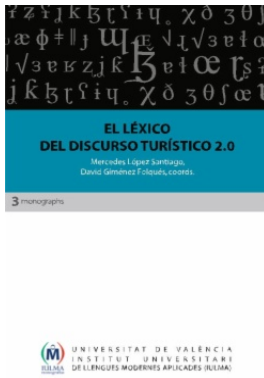 EL LÉXICO
DEL DISCURSO TURÍSTICO 2.0
Mercedes López Santiago,
David Giménez Folqués, coords.
3 monographs
UNIVERSITAT DE VALÈNCIA
INSTITUT UNIVERSITARI
DE LLENGÜES MODERNES APLICADES (IULMA)
IULMA